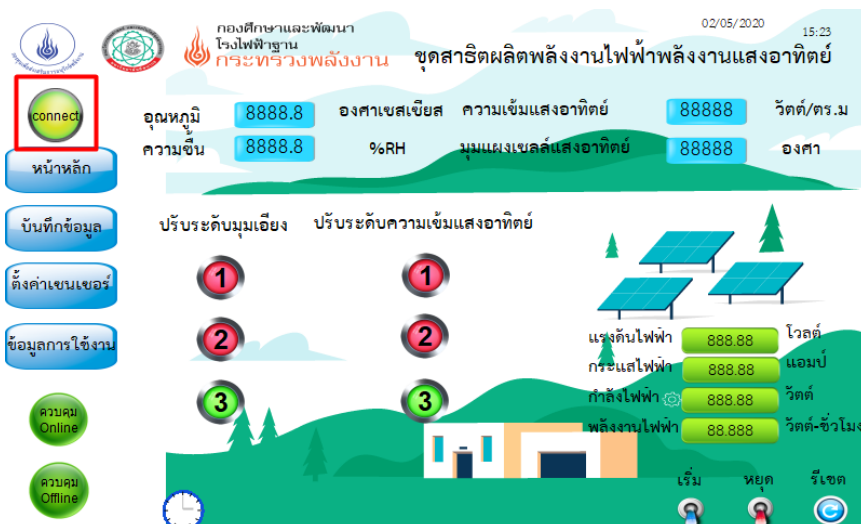 กองศึกษาและพัฒนา
โรงไฟฟ้าฐาน
กระทรวงพลังงาน
ชุดสาธิตผลิตพลังงานไฟฟ้าพลังงานแสงอาทิตย์
02/05/2020
15:23
connect
อุณหภูมิ 8888.8 องศาเซสเซียส ความเข้มแสงอาทิตย์ 88888 วัตต์/ตร.ม
ความชื้น 8888.8 %RH มุมแผงเซลล์แสงอาทิตย์ 88888 องศา
หน้าหลัก
บันทึกข้อมูล
ตั้งค่าเซนเซอร์
ข้อมูลการใช้งาน
ควบคุม
Online
ควบคุม
Offline
ปรับระดับมุมเอียง ปรับระดับความเข้มแสงอาทิตย์
1 1
2 2
3 3
แรงดันไฟฟ้า 888.88 โวลต์
กระแสไฟฟ้า 888.88 แอมป์
กำลังไฟฟ้า 888.88 วัตต์
พลังงานไฟฟ้า 88.888 วัตต์-ชั่วโมง
เริ่ม หยุด รีเซต